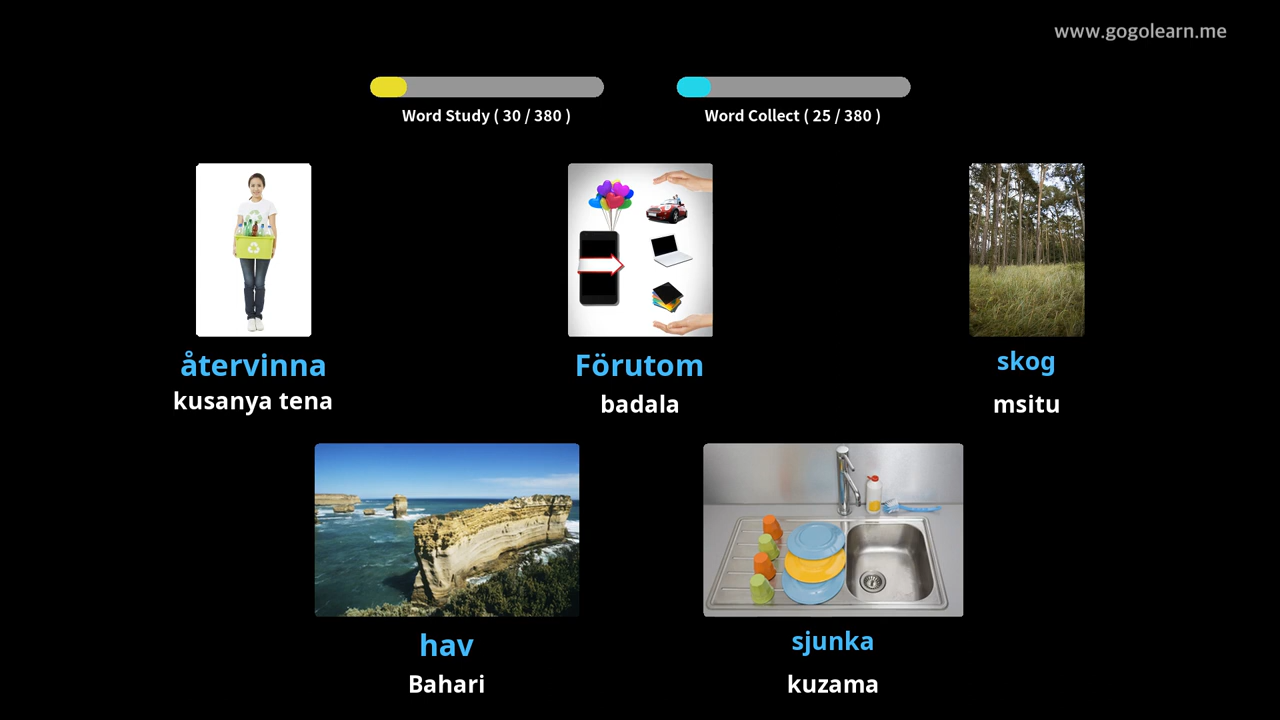 www.gogolearn.me
Word Study ( 30 / 380 )
Word Collect ( 25 / 380 )
återvinna
kusanya tena
Förutom
badala
skog
msitu
hav
Bahari
sjunka
kuzama